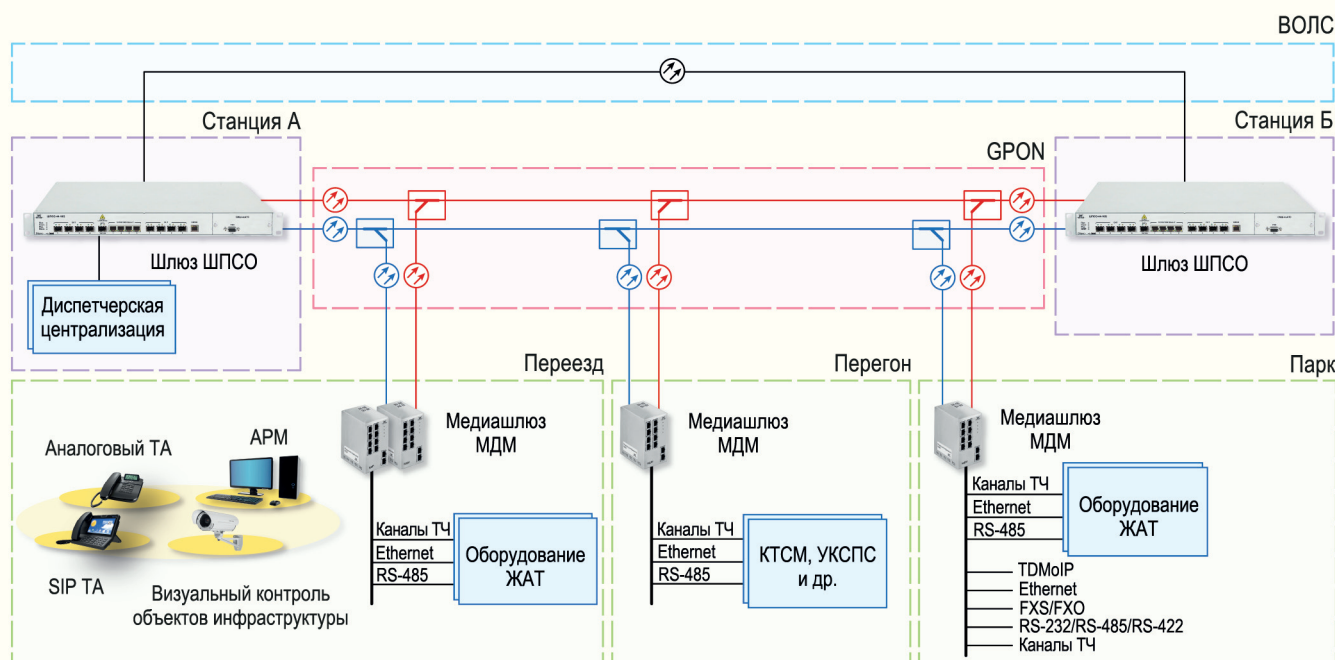 ВОЛС
Станция А
Станция Б
GPON
Шлюз ШПСО
Шлюз ШПСО
Диспетчерская
централизация
Переезд
Перегон
Парк
Аналоговый ТА
АРМ
SIP ТА
Визуальный контроль
объектов инфраструктуры
Медиашлюз
МДМ
Каналы ТЧ
Ethernet
RS-485
Оборудование
ЖАТ
Медиашлюз
МДМ
Каналы ТЧ
Ethernet
RS-485
КТСМ, УКСПС
и др.
Медиашлюз
МДМ
Каналы ТЧ
Ethernet
RS-485
Оборудование
ЖАТ
TDMoIP
Ethernet
FXS/FXO
RS-232/RS-485/RS-422
Каналы ТЧ